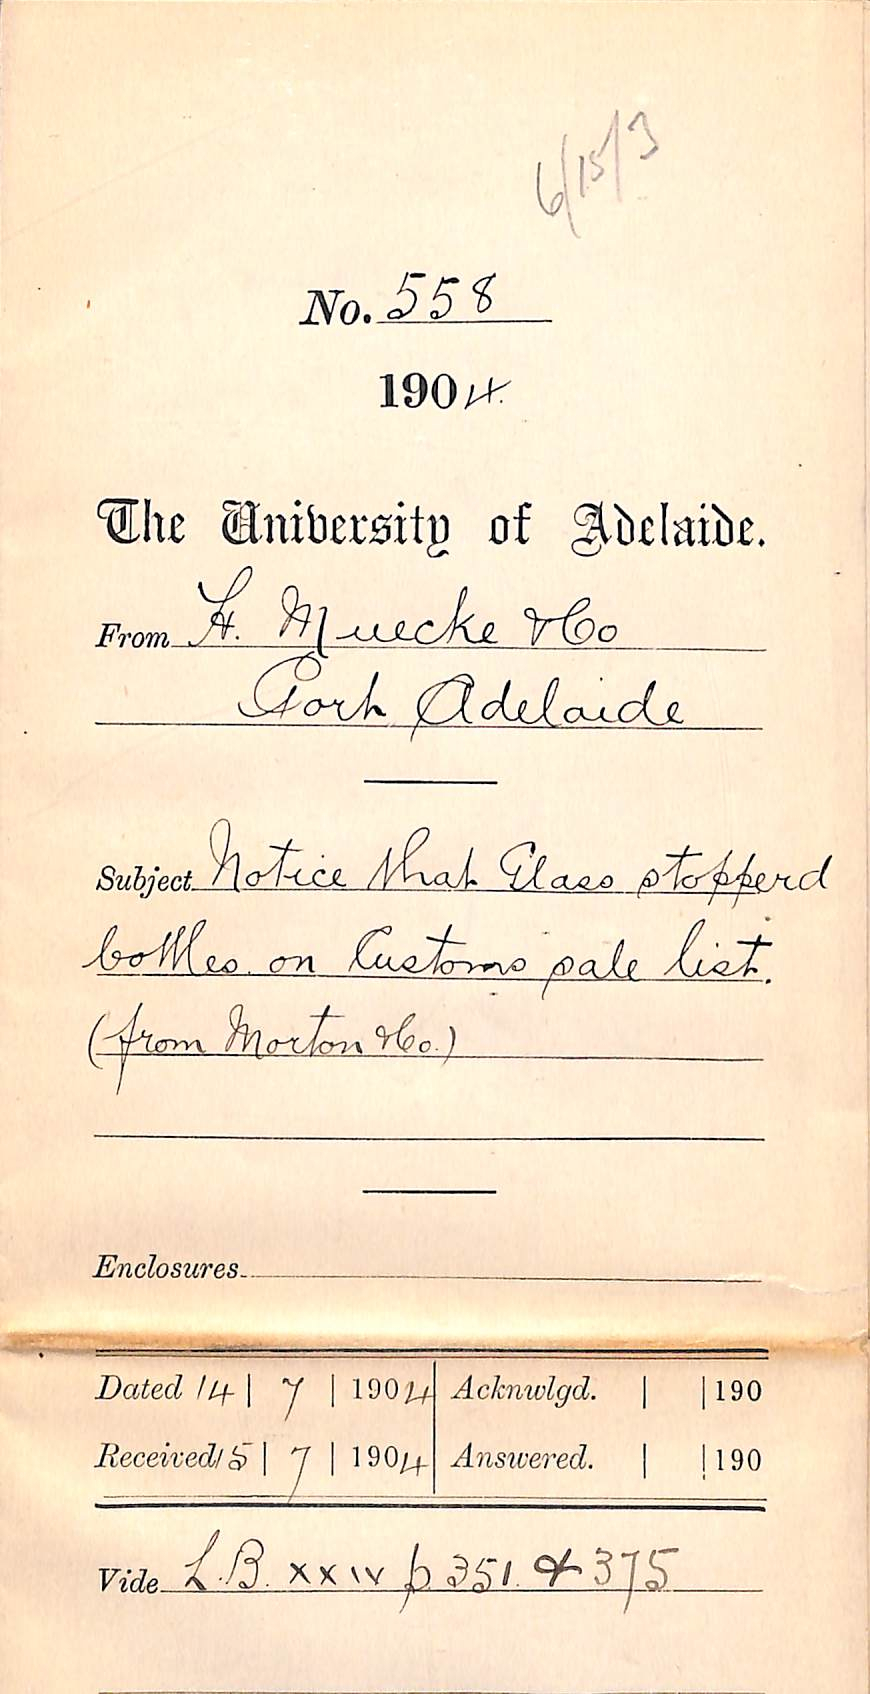 6/15/3
No. 558
1904.
The University of Adelaide.
From H. Muecke & Co
Port Adelaide
Subject Notice that Glass stopperd
bottles on Customs sale list.
(from Morton & Co.)
Enclosures
Dated 14 | 7 | 1904 Acknwlgd. | | 190
Received 15 | 7 | 1904 Answered. | | 190
Vide L.B. xxiv p 351. & 375